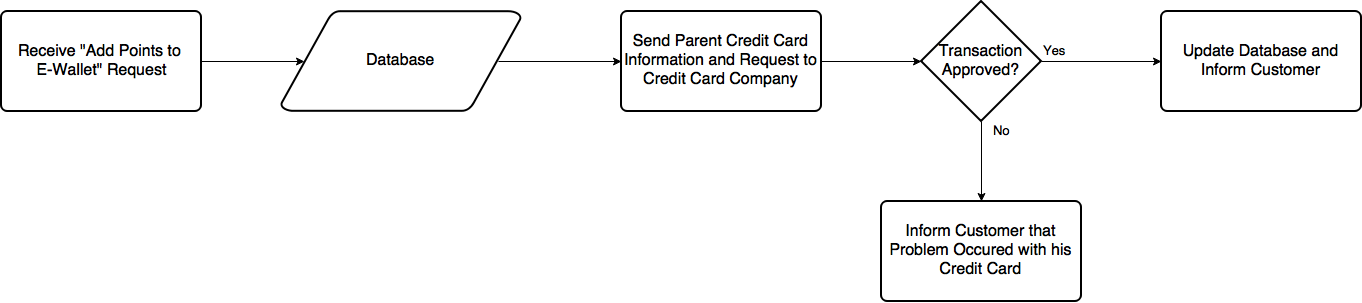 Receive "Add Points to
E-Wallet" Request
Database
Send Parent Credit Card
Information and Request to
Credit Card Company
Transaction
Approved?
Yes
Update Database and
Inform Customer
No
Inform Customer that
Problem Occured with his
Credit Card